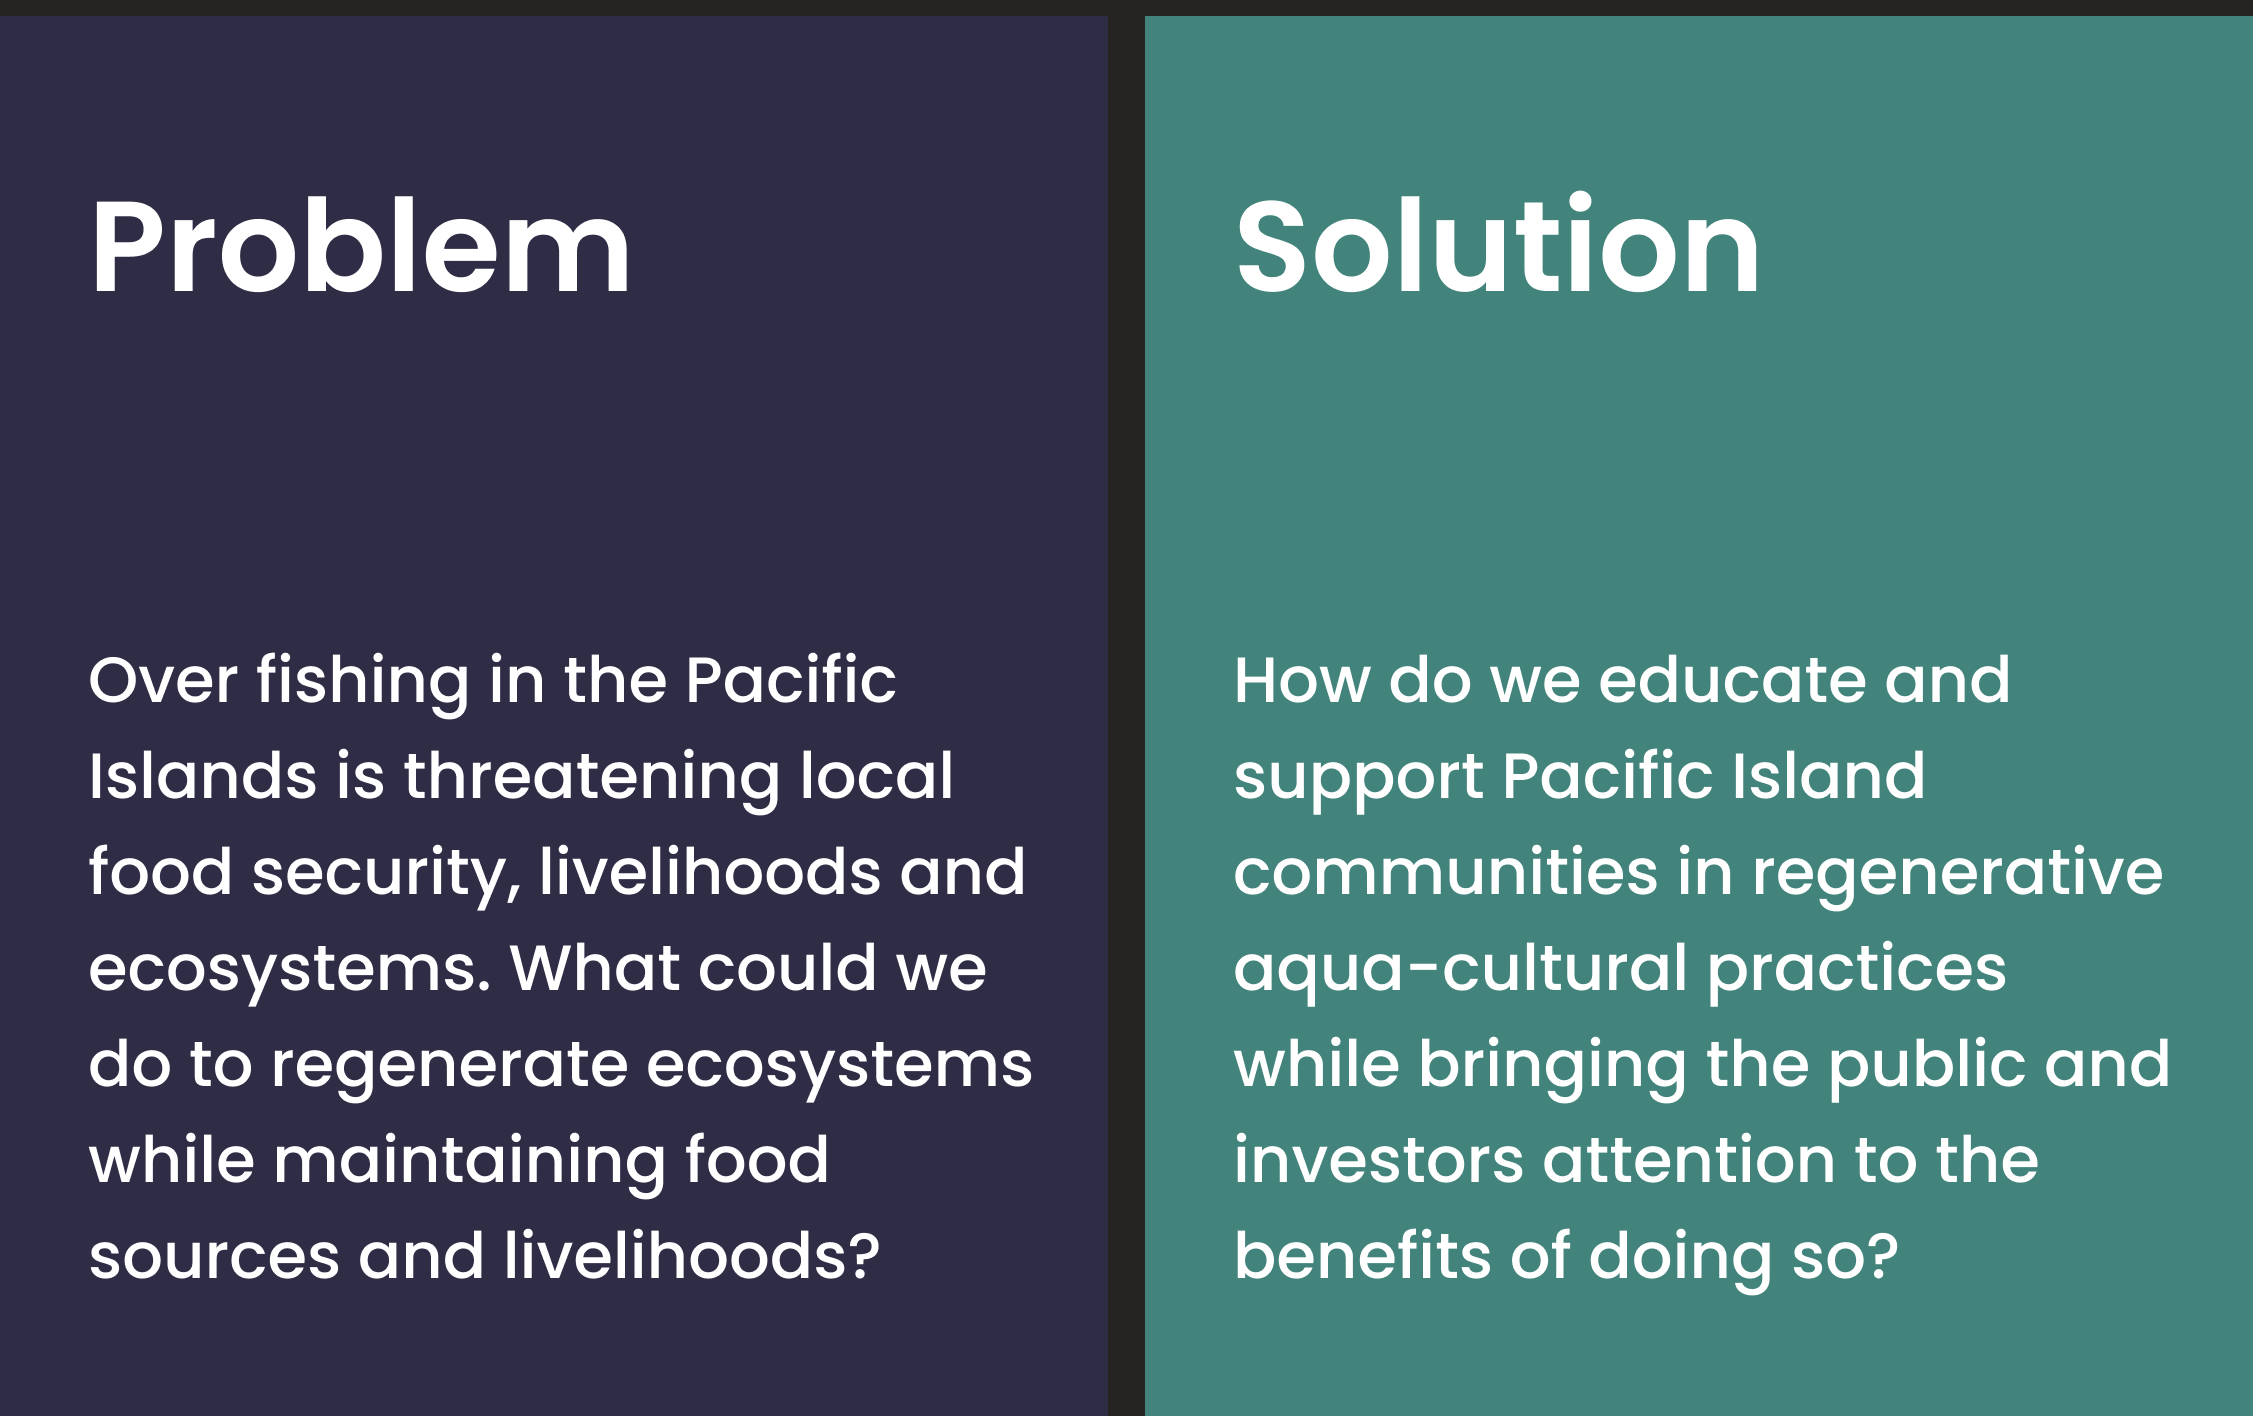 Problem
Over fishing in the Pacific
Islands is threatening local
food security, livelihoods and
ecosystems. What could we
do to regenerate ecosystems
while maintaining food
sources and livelihoods?
Solution
How do we educate and
support Pacific Island
communities in regenerative
aqua-cultural practices
while bringing the public and
investors attention to the
benefits of doing so?